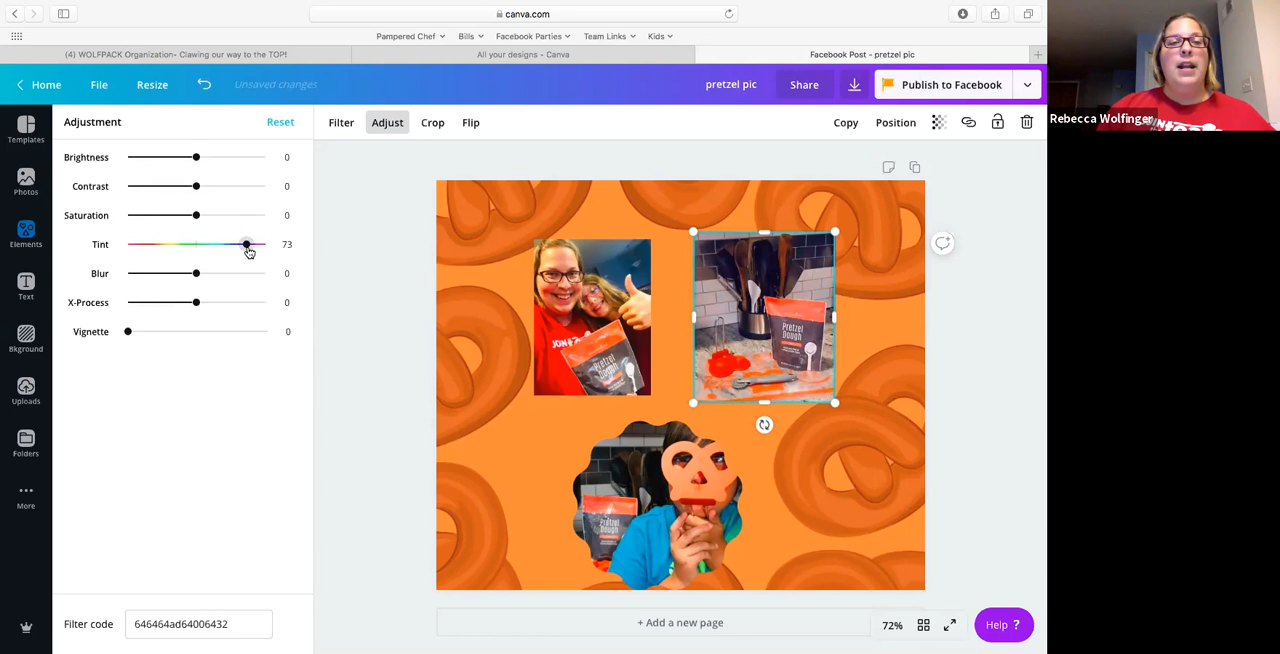 canva.com
Pampered Chef
Bills
Facebook Parties
Team Links
Kids
(4) WOLFPACK Organization- Clawing our way to the TOP!
All your designs - Canva
Facebook Post - pretzel pic
Home
File
Resize
Unsaved changes
pretzel pic
Share
Publish to Facebook
Rebecca Wolfinger
Templates
Photos
Elements
Text
Bkground
Uploads
Folders
More
Adjustment
Reset
Brightness 0
Contrast 0
Saturation 0
Tint 73
Blur 0
X-Process 0
Vignette 0
Filter code 646464ad64006432
Filter
Adjust
Crop
Flip
Copy
Position
Pretzel
Dough
Pretzel
Dough
+ Add a new page
72%
Help ?